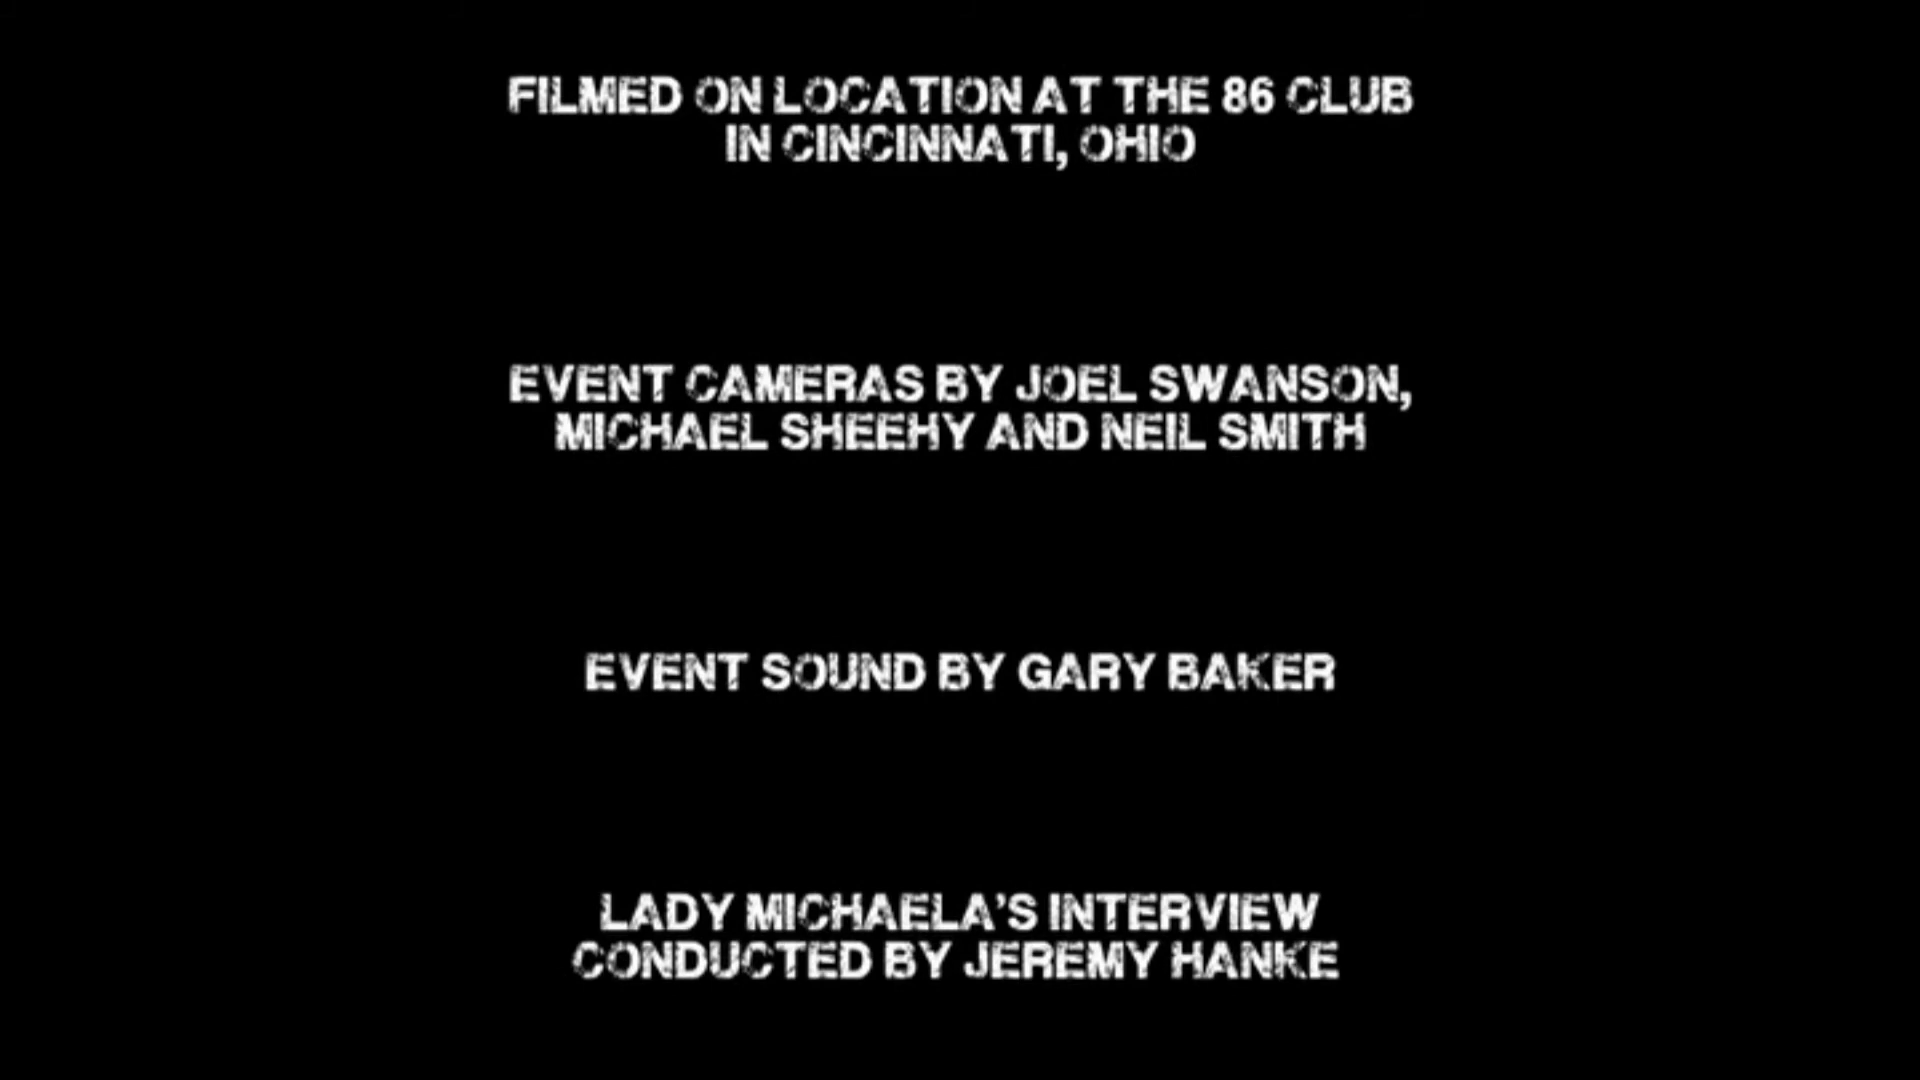 FILMED ON LOCATION AT THE 86 CLUB
IN CINCINNATI, OHIO
EVENT CAMERAS BY JOEL SWANSON,
MICHAEL SHEEHY AND NEIL SMITH
EVENT SOUND BY GARY BAKER
LADY MICHAELA'S INTERVIEW
CONDUCTED BY JEREMY HANKE